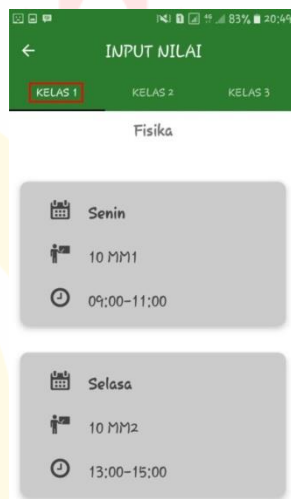 83% 20:49
INPUT NILAI
KELAS 1 KELAS 2 KELAS 3
Fisika
Senin
10 MM1
09:00-11:00
Selasa
10 MM2
13:00-15:00